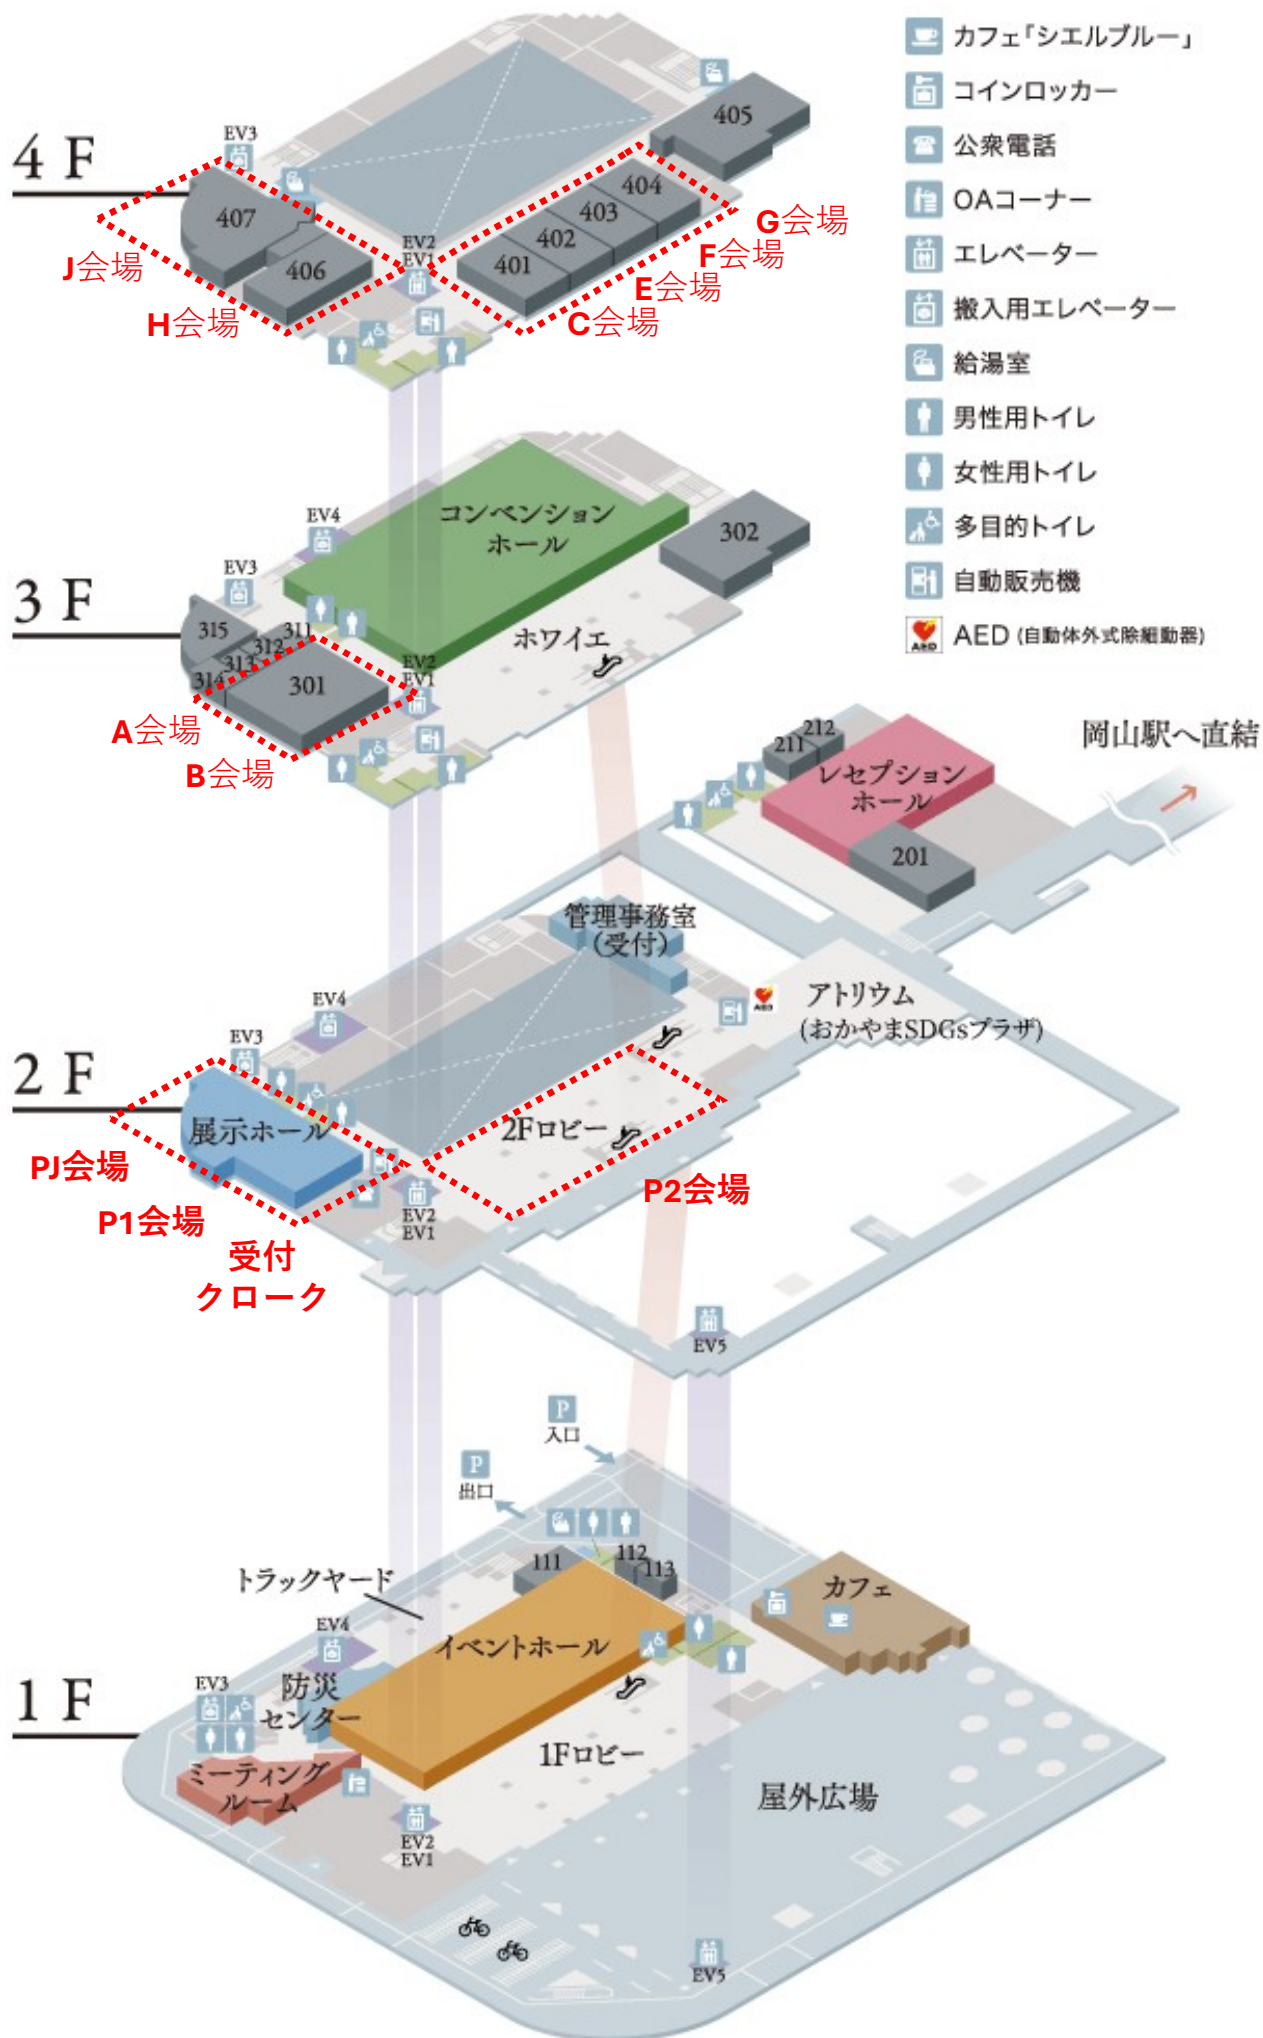 カフェ「シエルブルー」
コインロッカー
公衆電話
OAコーナー
エレベーター
搬入用エレベーター
給湯室
男性用トイレ
女性用トイレ
多目的トイレ
自動販売機
AED
AED (自動体外式除細動器)
4 F
EV3
405
404
403
402
401
407
406
EV2
EV1
G会場
F会場
E会場
C会場
J会場
H会場
3 F
コンベンション
ホール
EV4
EV3
302
315
311
312
313
314
301
ホワイエ
EV2
EV1
A会場
B会場
岡山駅へ直結
212
211
レセプション
ホール
201
2 F
管理事務室
(受付)
AED
アトリウム
(おかやまSDGsプラザ)
EV4
EV3
展示ホール
2Fロビー
PJ会場
P1会場
受付
クローク
P2会場
EV2
EV1
EV5
P
入口
P
出口
1 F
トラックヤード
111
112
113
カフェ
EV4
イベントホール
EV3
防災
センター
ミーティング
ルーム
1Fロビー
屋外広場
EV2
EV1
EV5